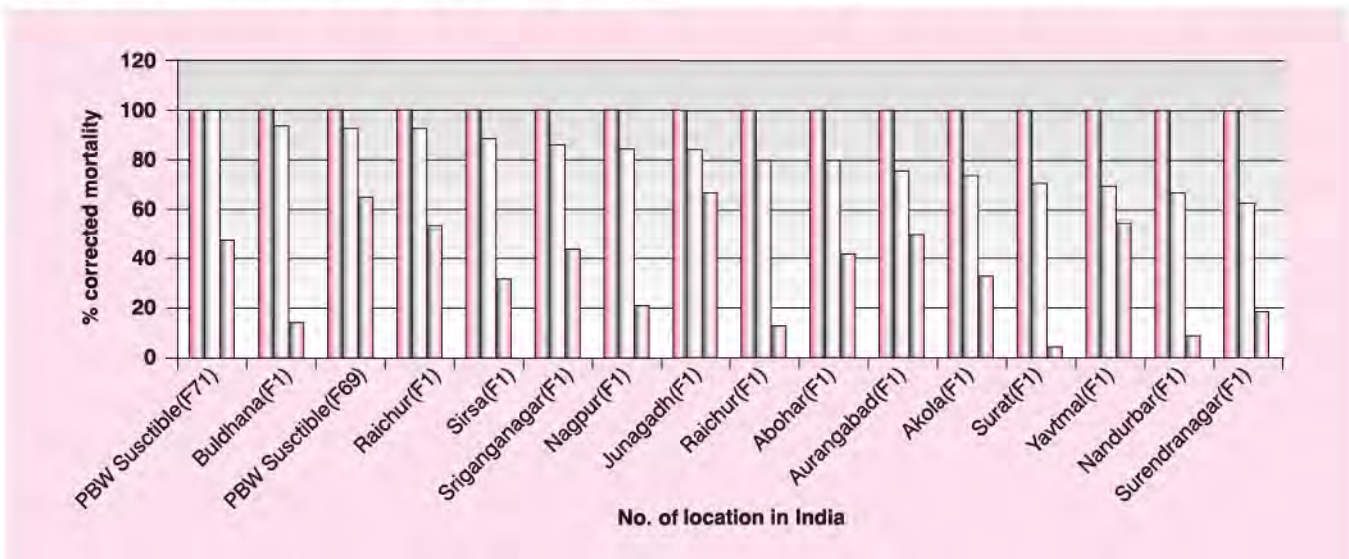 120
100
80
60
40
20
0
% corrected mortality
PBW Susctible(F71)
Buldhana(F1)
PBW Susctible(F69)
Raichur(F1)
Sirsa(F1)
Sriganganagar(F1)
Nagpur(F1)
Junagadh(F1)
Raichur(F1)
Abohar(F1)
Aurangabad(F1)
Akola(F1)
Surat(F1)
Yavtmal(F1)
Nandurbar(F1)
Surendranagar(F1)
No. of location in India